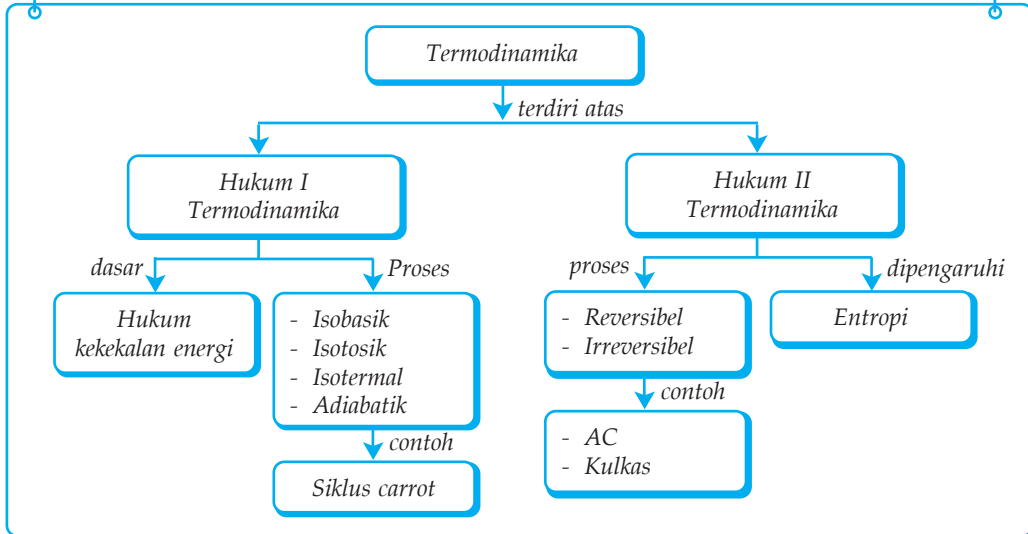 Termodinamika
terdiri atas
Hukum I
Termodinamika
Hukum II
Termodinamika
dasar
Proses
proses
dipengaruhi
Hukum
kekekalan energi
- Isobasik
- Isotosik
- Isotermal
- Adiabatik
- Reversibel
- Irreversibel
Entropi
contoh
contoh
Siklus carrot
- AC
- Kulkas